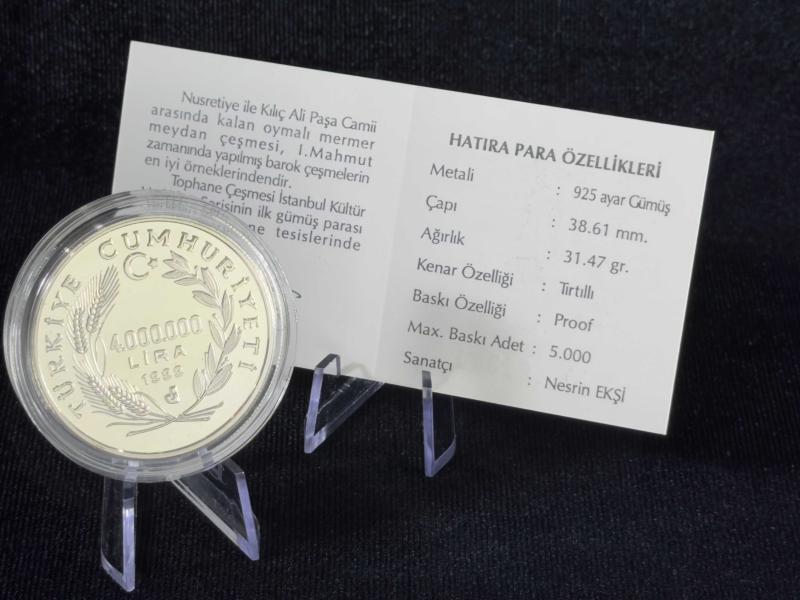 Nusretiye ile Kılıç Ali Paşa Camii
arasında kalan oymalı mermer
meydan çeşmesi, I.Mahmut
zamanında yapılmış barok çeşmelerin
en iyi örneklerindendir.
Tophane Çeşmesi İstanbul Kültür
Serisinin ilk gümüş parası
tesislerinde
HATIRA PARA ÖZELLİKLERİ
Metali : 925 ayar Gümüş
Çapı : 38.61 mm.
Ağırlık : 31.47 gr.
Kenar Özelliği : Tırtıllı
Baskı Özelliği : Proof
Max. Baskı Adet : 5.000
Sanatçı : Nesrin EKŞİ
TÜRKİYE CUMHURİYETİ
4.000.000
LİRA